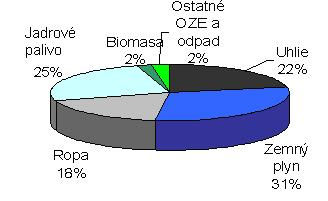 Ostatné
OZE a
odpad
2%
Uhlie
22%
Zemný
plyn
31%
Ropa
18%
Jadrové
palivo
25%
Biomasa
2%